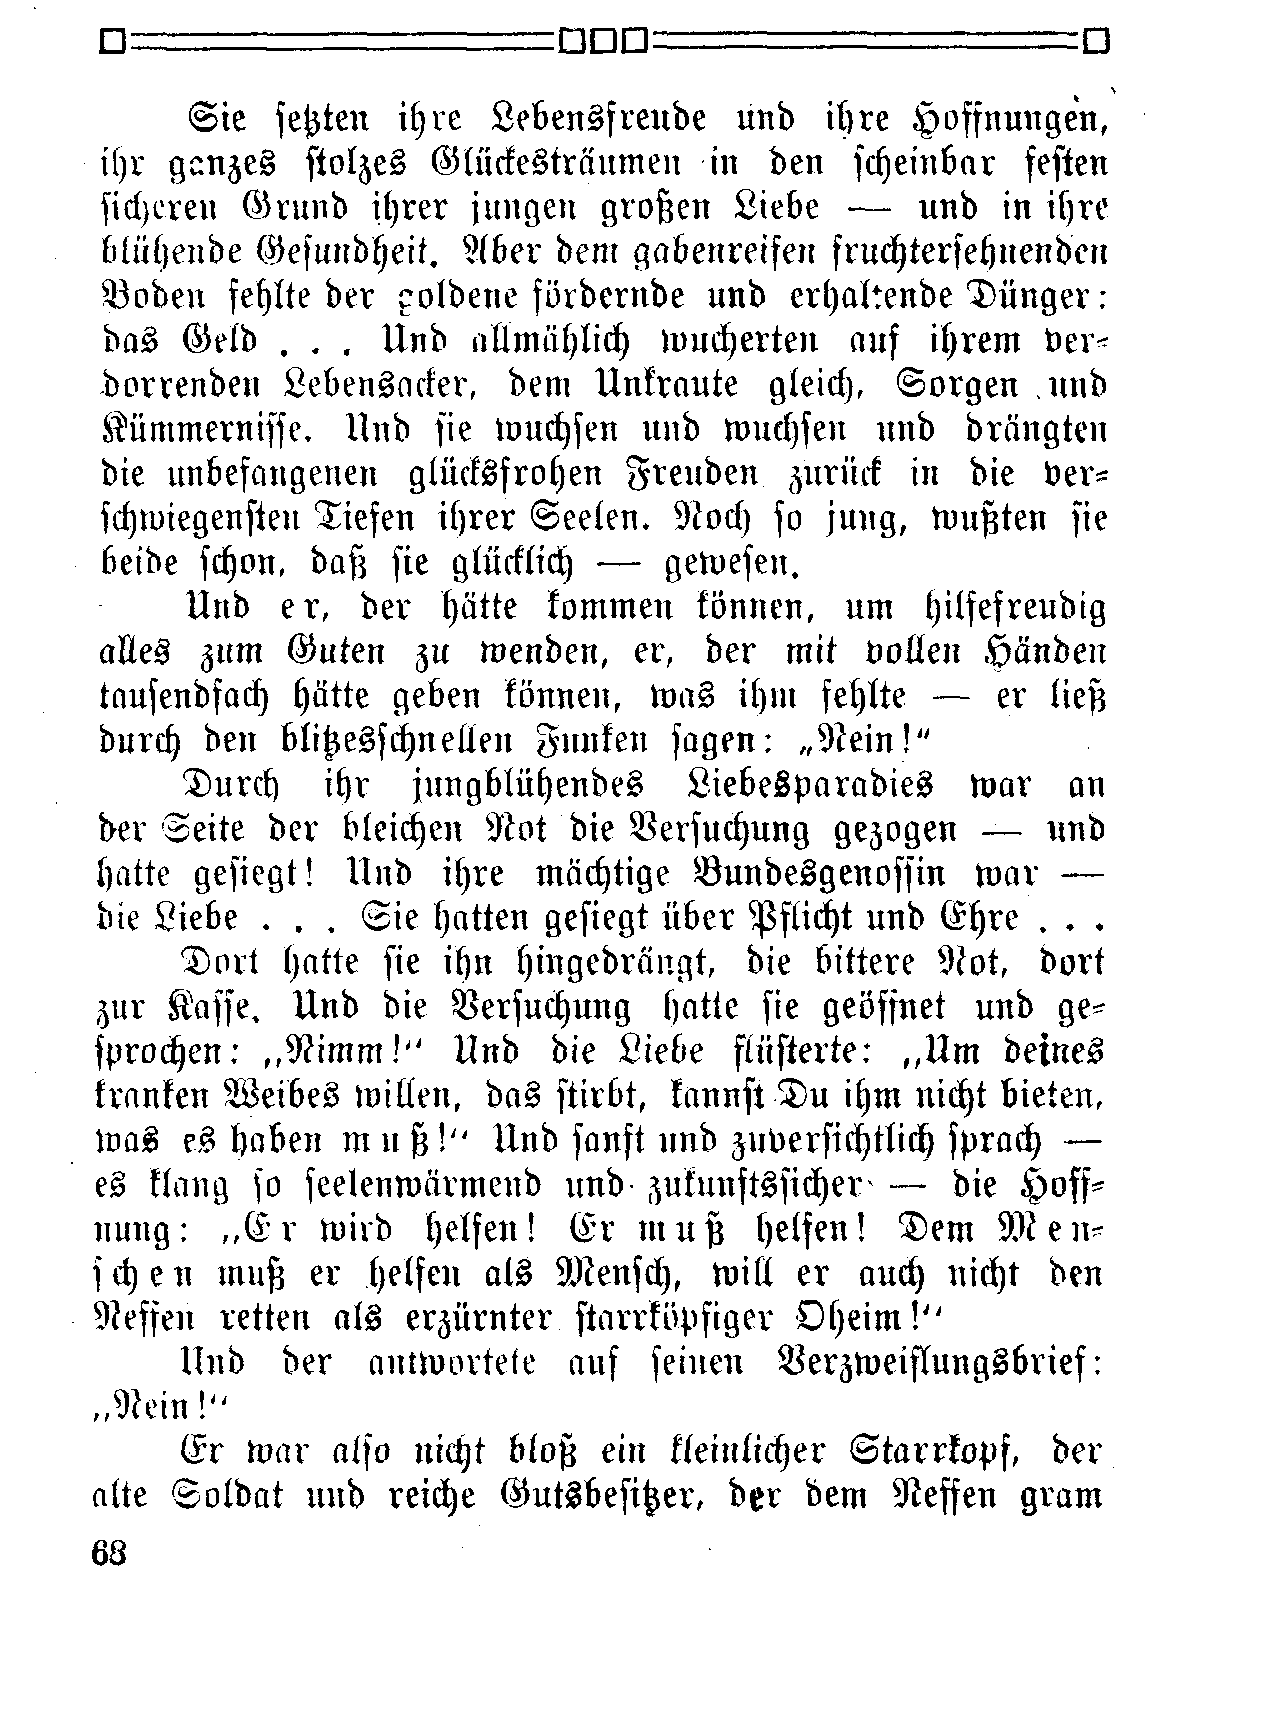 Sie setzten ihre Lebensfreude und ihre Hoffnungen,
ihr ganzes stolzes Glückesträumen in den scheinbar festen
sicheren Grund ihrer jungen großen Liebe — und in ihre
blühende Gesundheit. Aber dem gabenreifen fruchtersehnenden
Boden fehlte der goldene fördernde und erhaltende Dünger:
das Geld . . . Und allmählich wucherten auf ihrem ver-
dorrenden Lebensacker, dem Unkraute gleich, Sorgen und
Kümmernisse. Und sie wuchsen und wuchsen und drängten
die unbefangenen glücksfrohen Freuden zurück in die ver-
schwiegensten Tiefen ihrer Seelen. Noch so jung, wußten sie
beide schon, daß sie glücklich — gewesen.
Und er, der hätte kommen können, um hilfefreudig
alles zum Guten zu wenden, er, der mit vollen Händen
tausendfach hätte geben können, was ihm fehlte — er ließ
durch den blitzesschnellen Funken sagen: „Nein!“
Durch ihr jungblühendes Liebesparadies war an
der Seite der bleichen Not die Versuchung gezogen — und
hatte gesiegt! Und ihre mächtige Bundesgenossin war —
die Liebe . . . Sie hatten gesiegt über Pflicht und Ehre . . .
Dort hatte sie ihn hingedrängt, die bittere Not, dort
zur Kasse. Und die Versuchung hatte sie geöffnet und ge-
sprochen: „Nimm!“ Und die Liebe flüsterte: „Um deines
kranken Weibes willen, das stirbt, kannst Du ihm nicht bieten,
was es haben muß!“ Und sanft und zuversichtlich sprach —
es klang so seelenwärmend und zukunftssicher — die Hoff-
nung: „Er wird helfen! Er muß helfen! Dem Men-
schen muß er helfen als Mensch, will er auch nicht den
Neffen retten als erzürnter starrköpfiger Oheim!“
Und der antwortete auf seinen Verzweiflungsbrief:
„Nein!“
Er war also nicht bloß ein kleinlicher Starrkopf, der
alte Soldat und reiche Gutsbesitzer, der dem Neffen gram
68